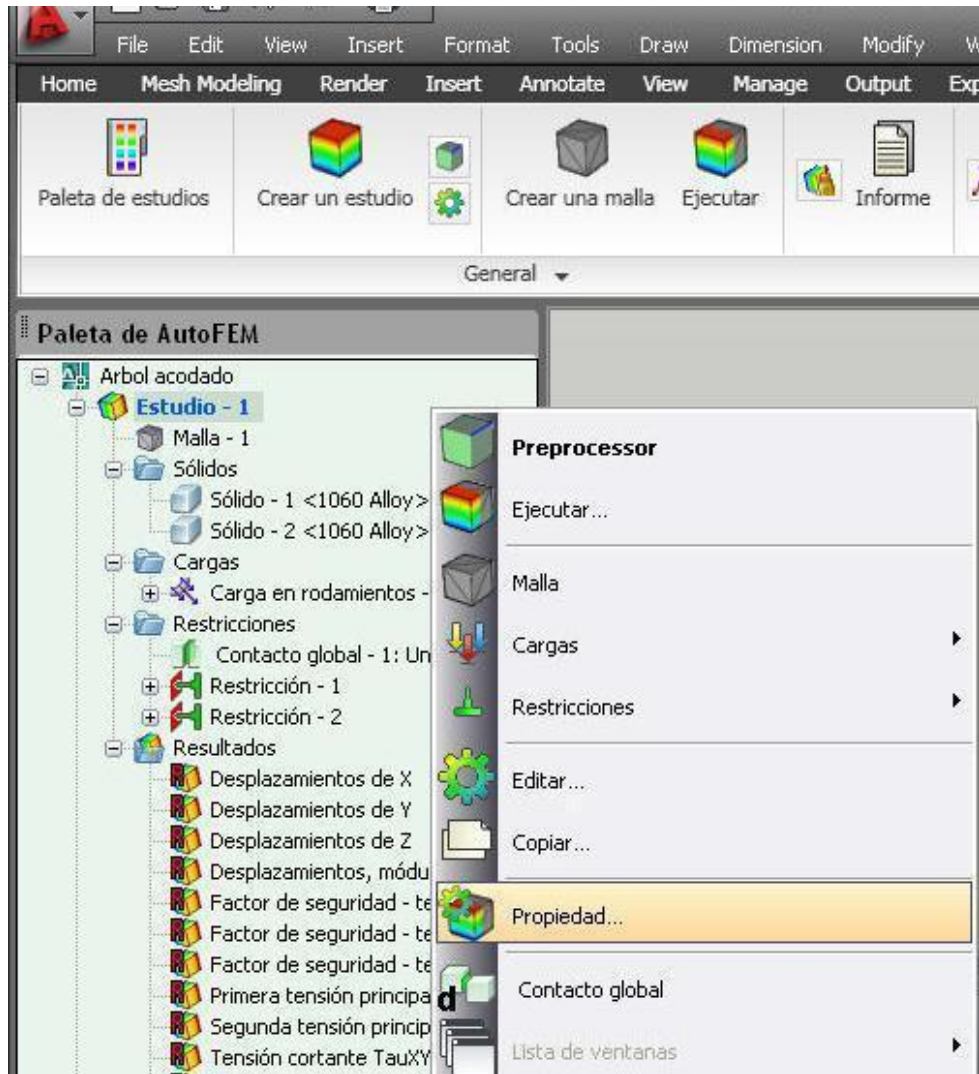 File Edit View Insert Format Tools Draw Dimension Modify
Home Mesh Modeling Render Insert Annotate View Manage Output Exp
Paleta de estudios Crear un estudio Crear una malla Ejecutar Informe
General
Paleta de AutoFEM
Arbol acodado
Estudio - 1
Malla - 1
Sólidos
Sólido - 1 <1060 Alloy>
Sólido - 2 <1060 Alloy>
Cargas
Carga en rodamientos -
Restricciones
Contacto global - 1: Un
Restricción - 1
Restricción - 2
Resultados
Desplazamientos de X
Desplazamientos de Y
Desplazamientos de Z
Desplazamientos, módu
Factor de seguridad - te
Factor de seguridad - te
Factor de seguridad - te
Primera tensión principa
Segunda tensión princip
Tensión cortante TauXY
Preprocessor
Ejecutar...
Malla
Cargas
Restricciones
Editar...
Copiar...
Propiedad...
d
Contacto global
Lista de ventanas